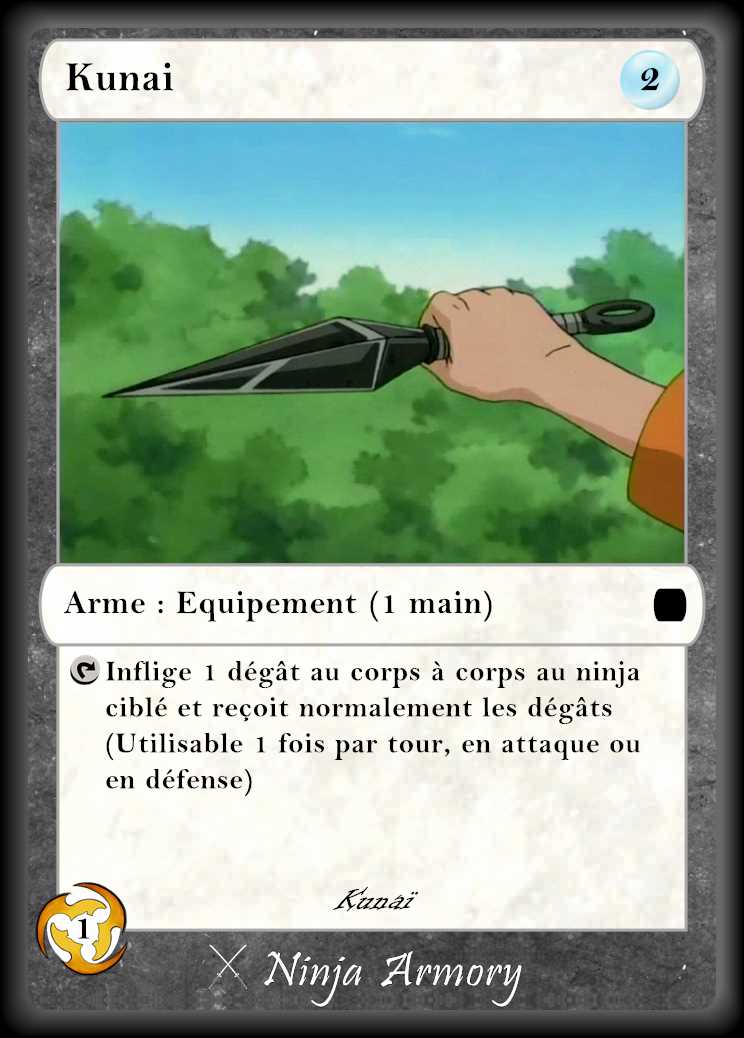 Kunai
2
Arme : Equipement (1 main)
Inflige 1 dégât au corps à corps au ninja
ciblé et reçoit normalement les dégâts
(Utilisable 1 fois par tour, en attaque ou
en défense)
Kunaï
1
Ninja Armory